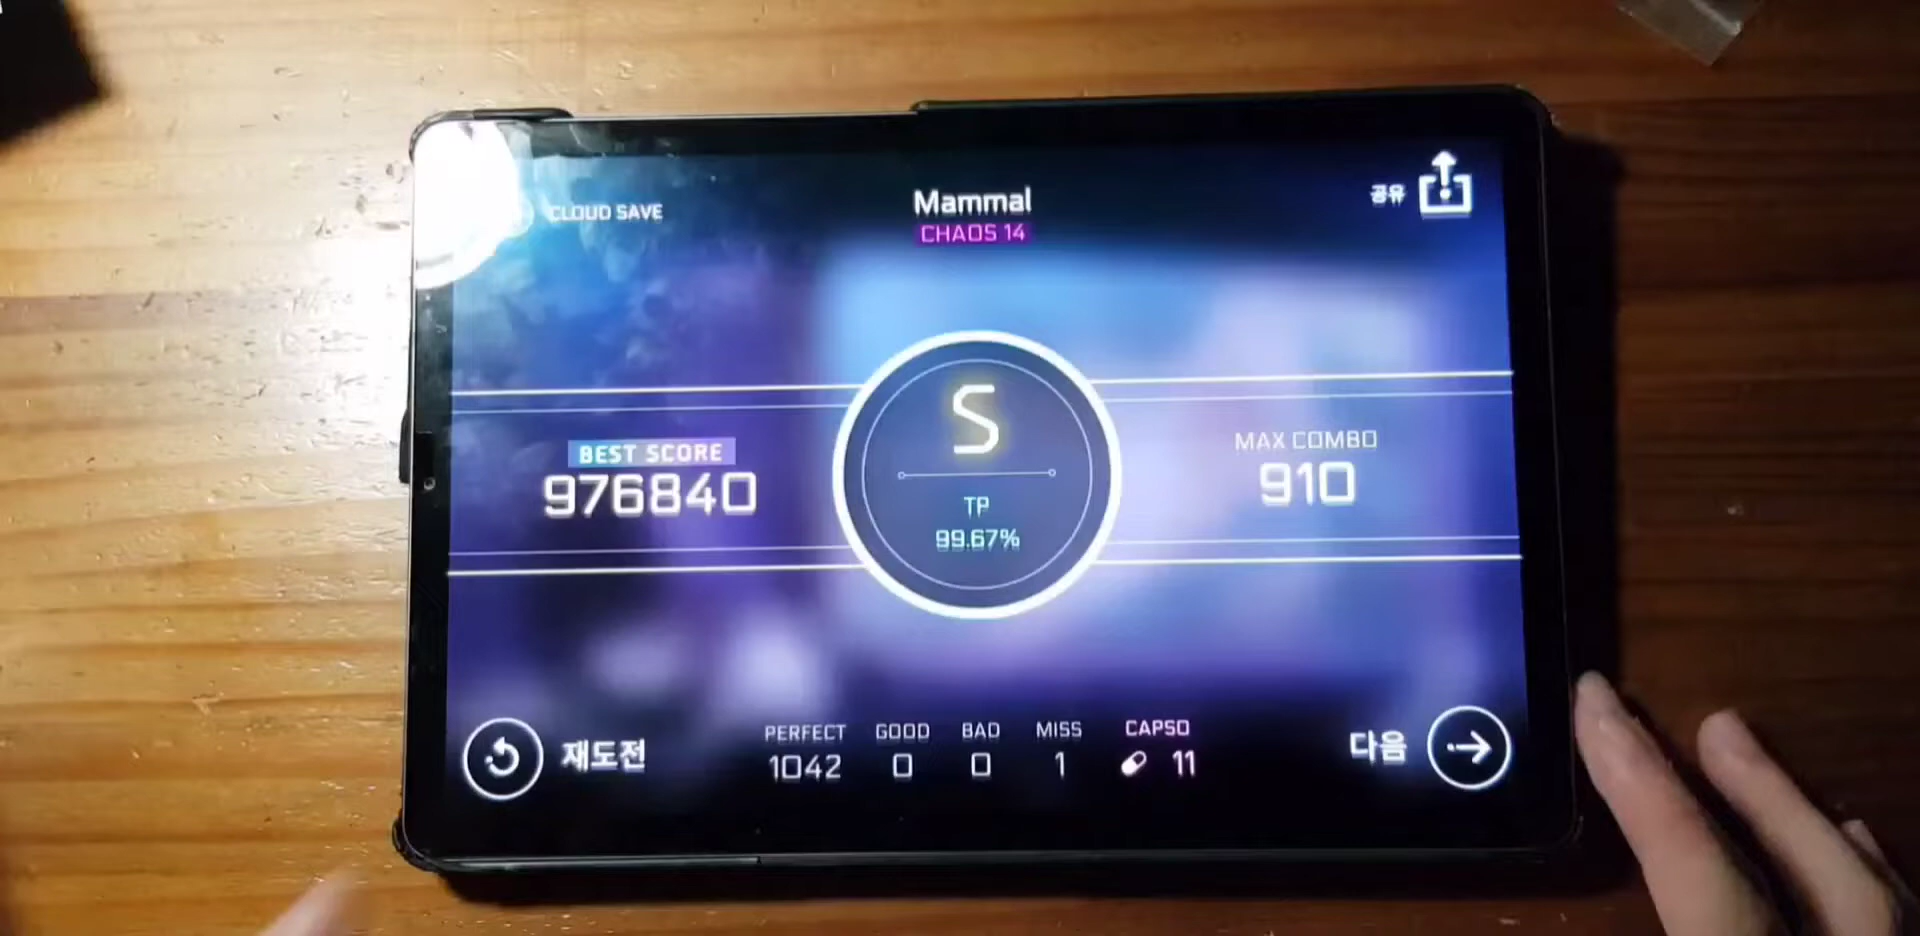 CLOUD SAVE
Mammal
CHAOS 14
공유
BEST SCORE
976840
S
TP
99.67%
MAX COMBO
910
재도전
PERFECT GOOD BAD MISS CAPSO
1042 0 0 1 11
다음